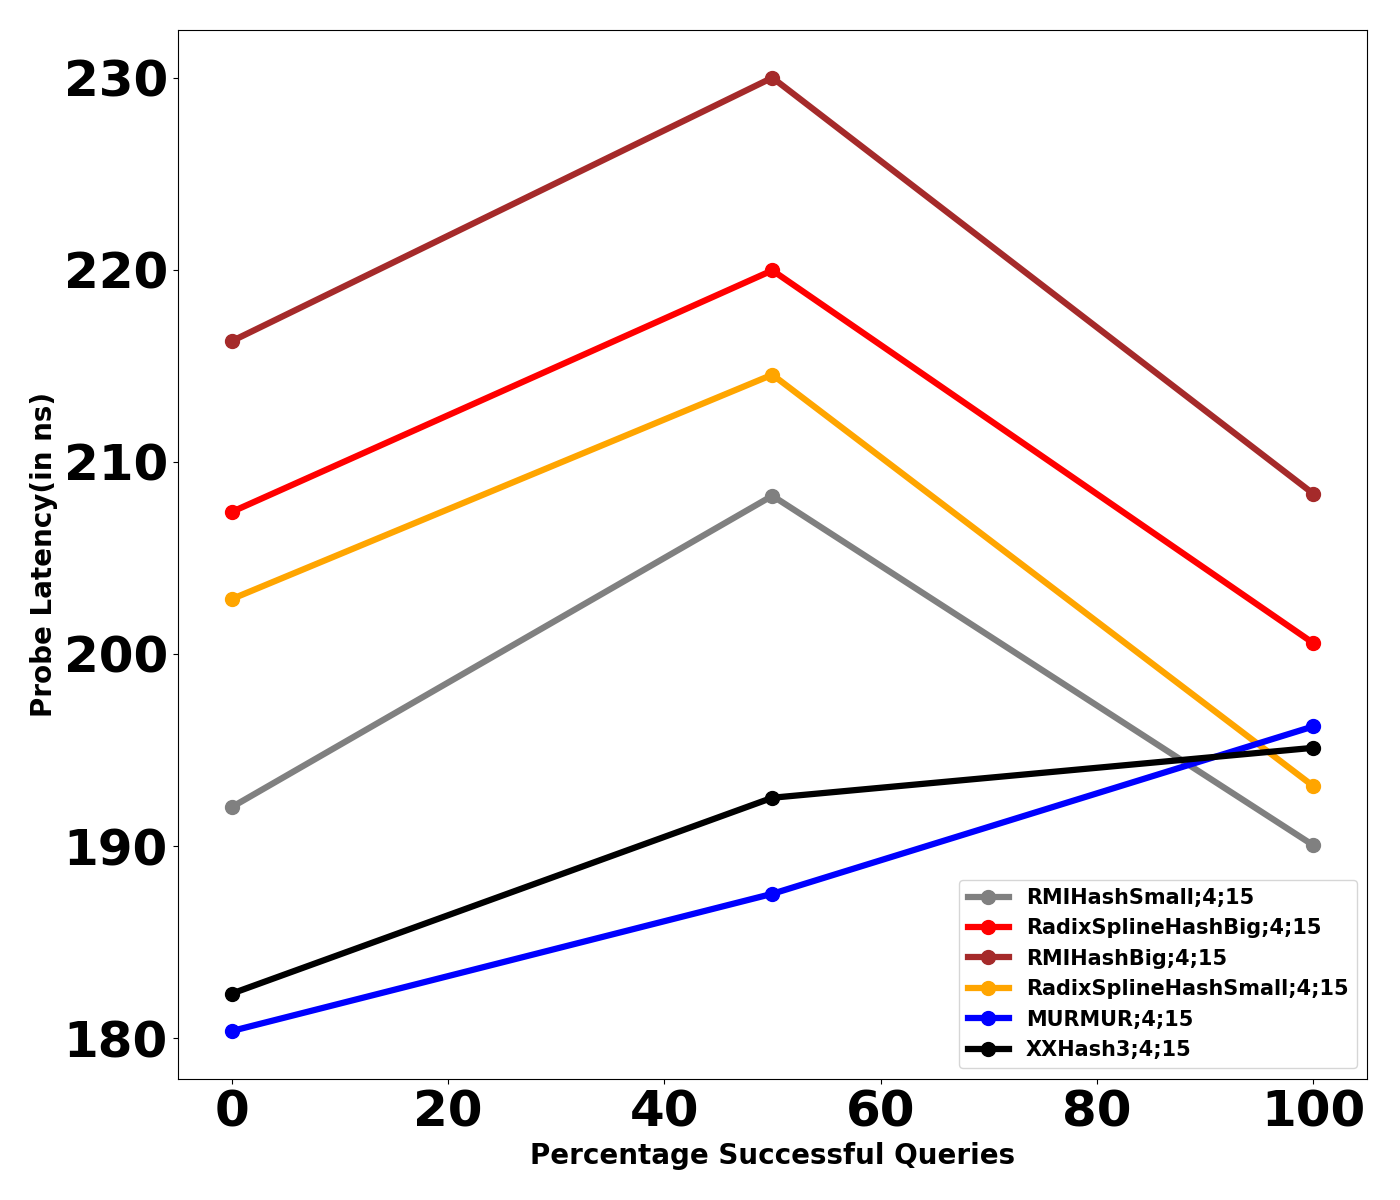 230
220
210
200
190
180
Probe Latency(in ns)
0 20 40 60 80 100
Percentage Successful Queries
RMIHashSmall;4;15
RadixSplineHashBig;4;15
RMIHashBig;4;15
RadixSplineHashSmall;4;15
MURMUR;4;15
XXHash3;4;15